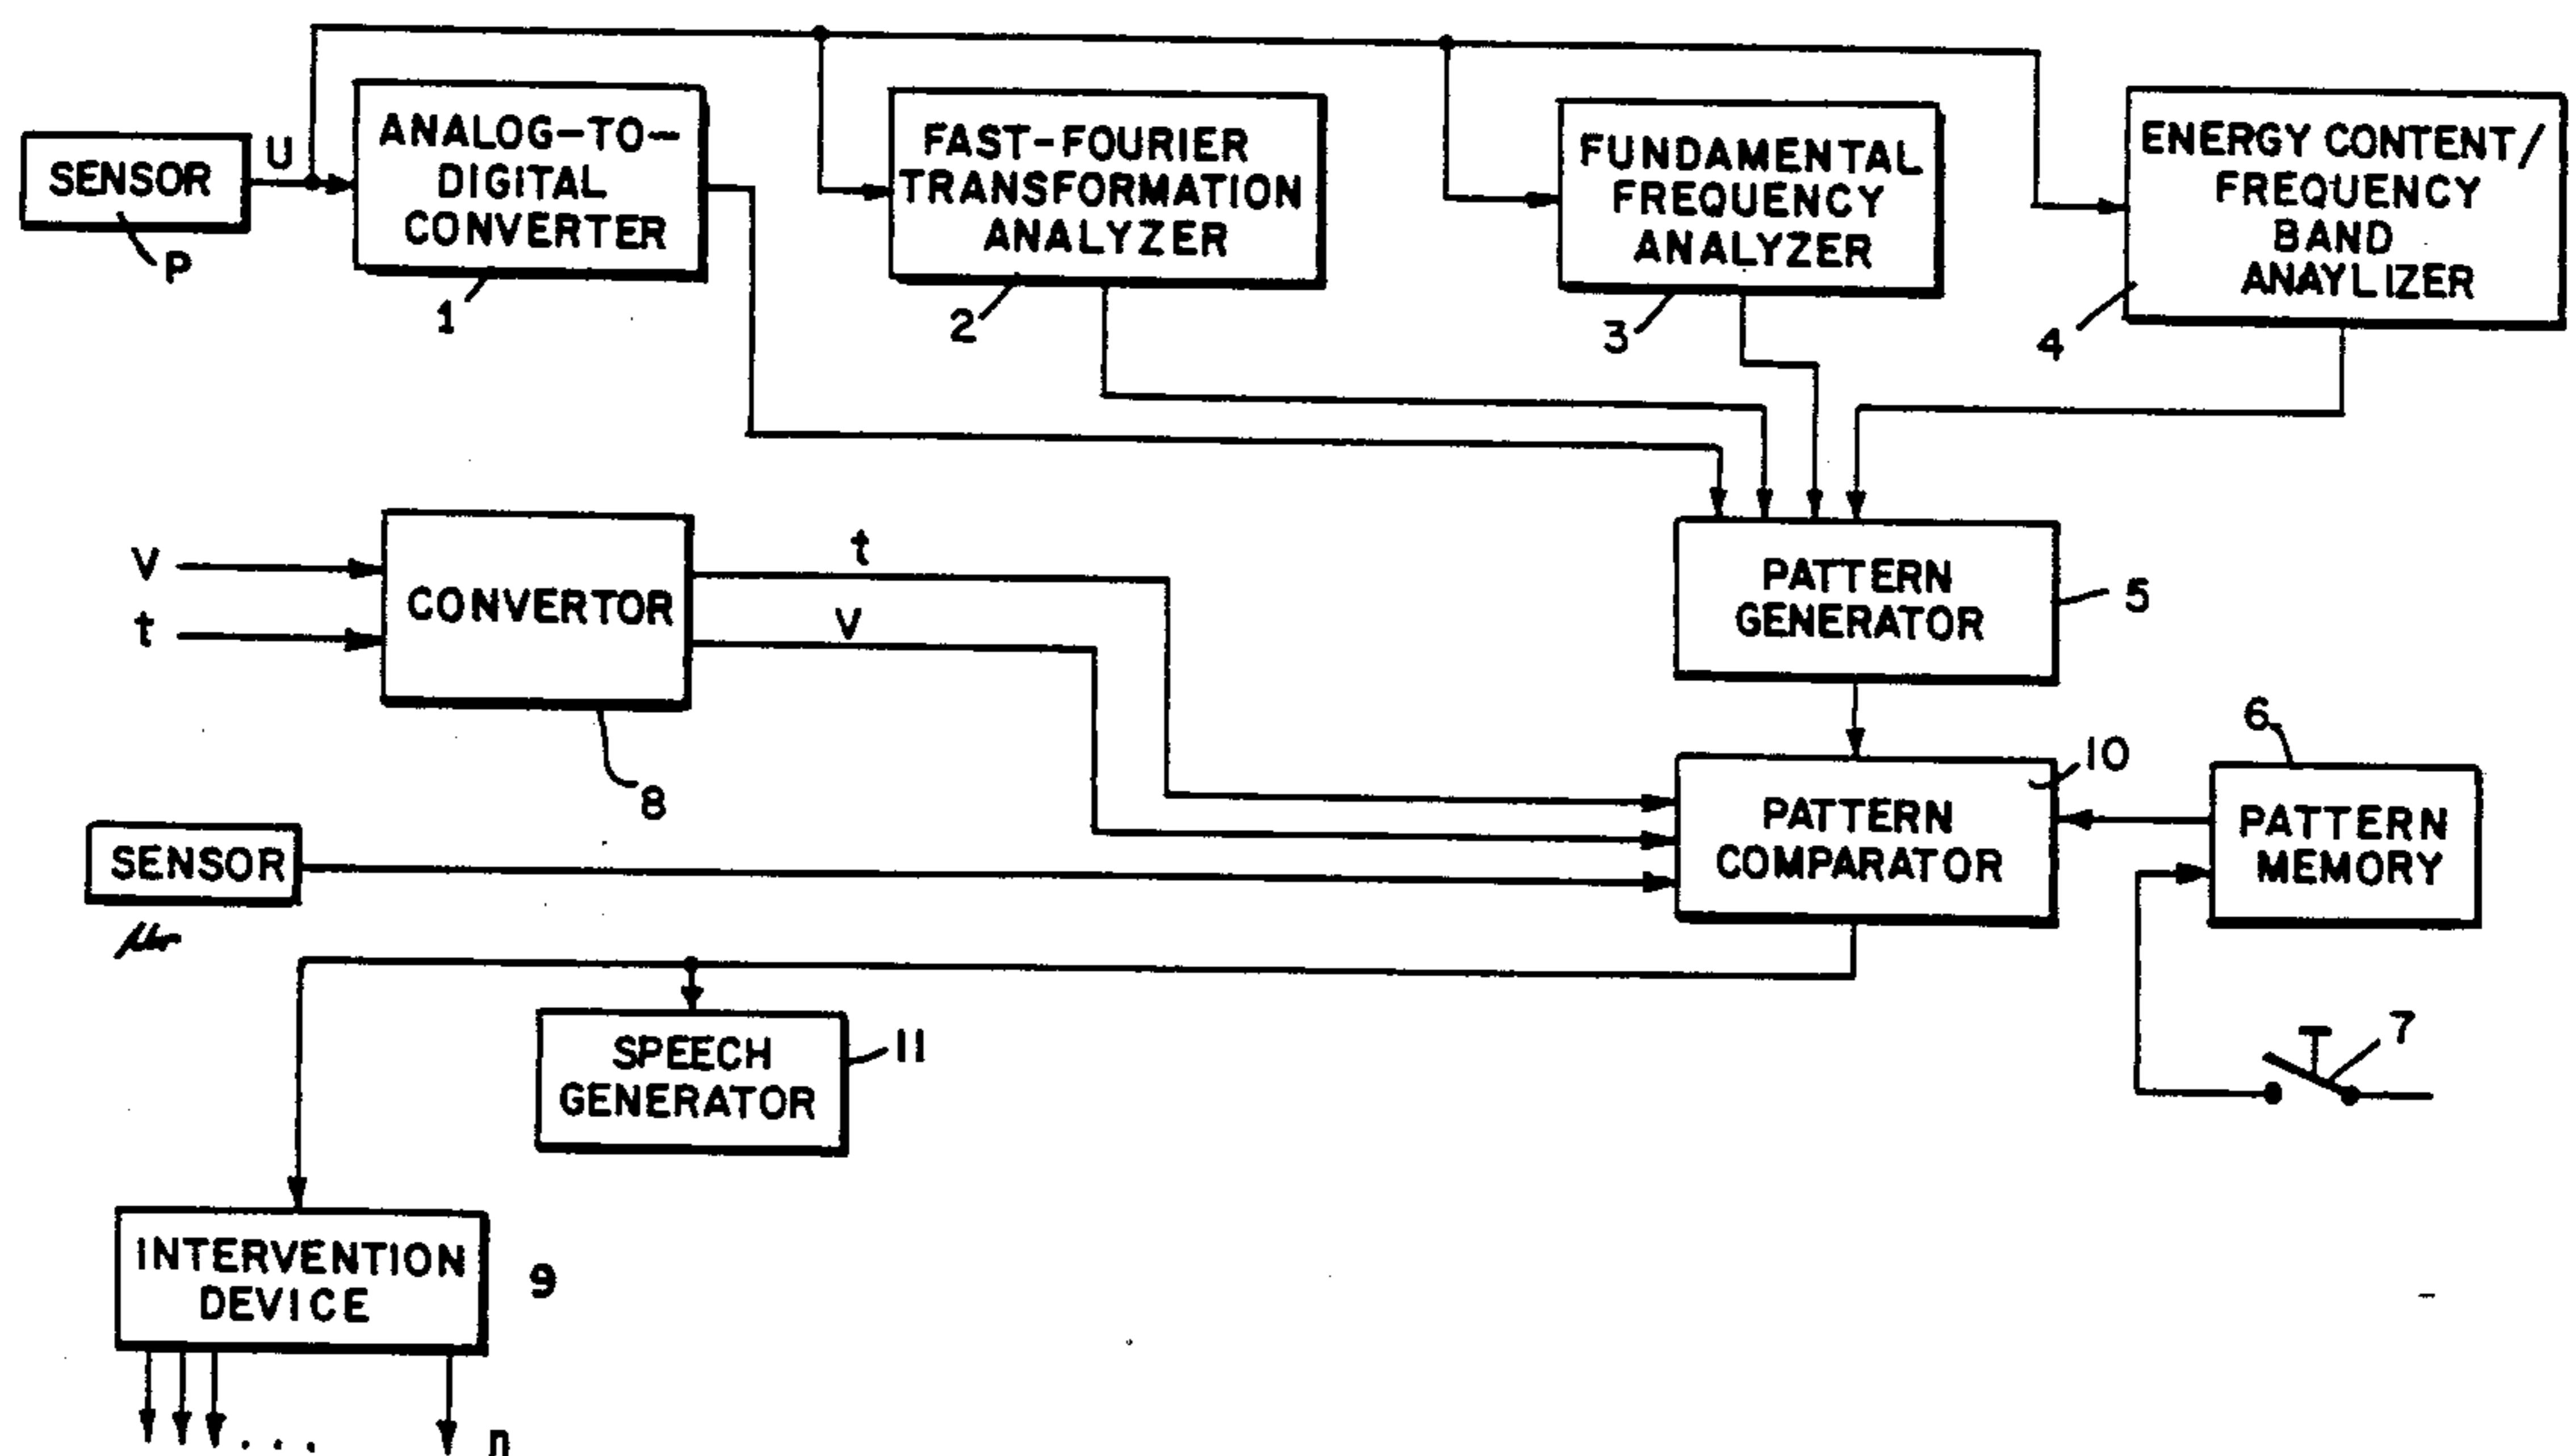 SENSOR
P
U
ANALOG-TO-
DIGITAL
CONVERTER
1
FAST-FOURIER
TRANSFORMATION
ANALYZER
2
FUNDAMENTAL
FREQUENCY
ANALYZER
3
ENERGY CONTENT/
FREQUENCY
BAND
ANAYLIZER
4
V
t
CONVERTOR
8
t
V
PATTERN
GENERATOR
5
SENSOR
PATTERN
COMPARATOR
10
6
PATTERN
MEMORY
7
SPEECH
GENERATOR
11
INTERVENTION
DEVICE
9
...
n